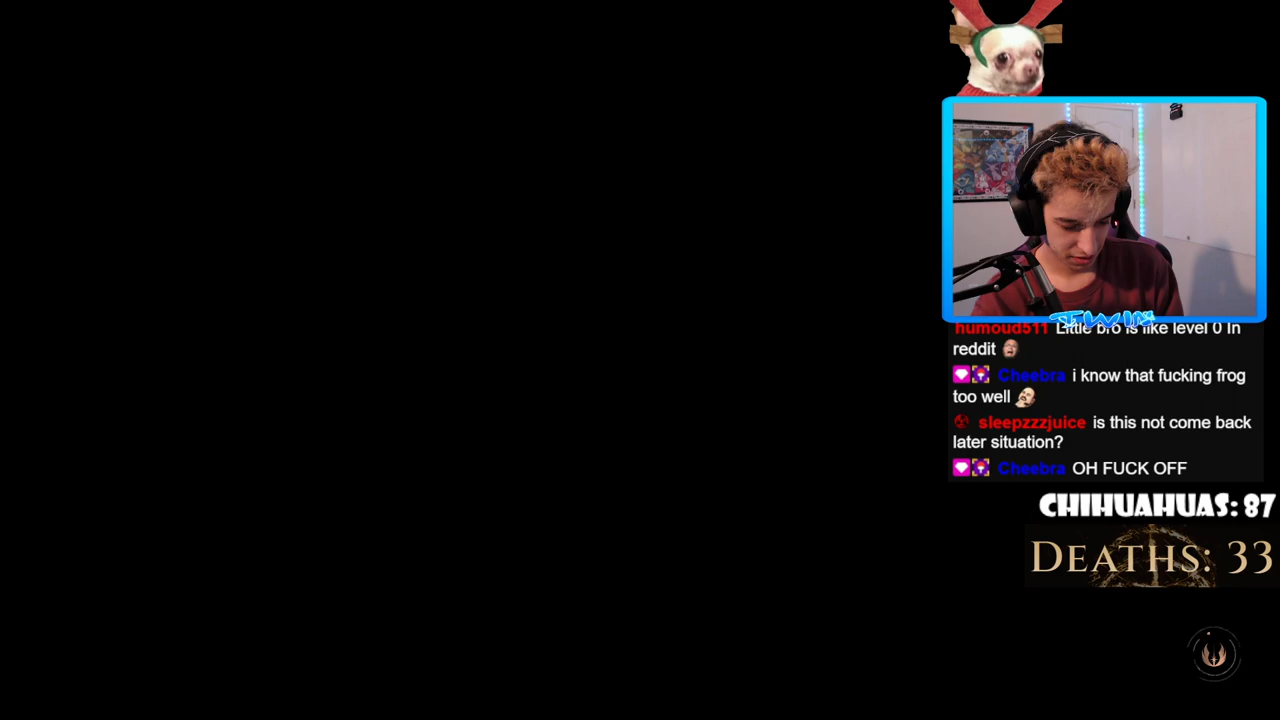 TWIN
humoud511 Little bro is like level 0 In
reddit
Cheebra i know that fucking frog
too well
sleepzzzjuice is this not come back
later situation?
Cheebra OH FUCK OFF
CHIHUAHUAS: 87
DEATHS: 33